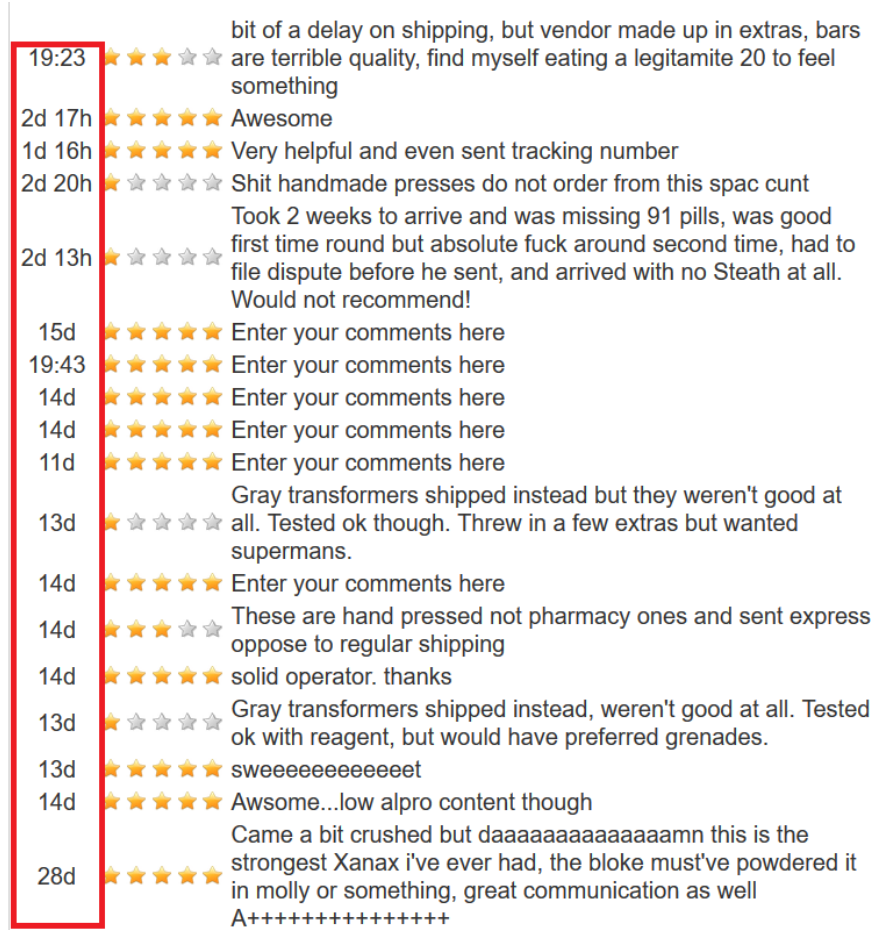 bit of a delay on shipping, but vendor made up in extras, bars
19:23 are terrible quality, find myself eating a legitamite 20 to feel
something
2d 17h Awesome
1d 16h Very helpful and even sent tracking number
2d 20h Shit handmade presses do not order from this spac cunt
Took 2 weeks to arrive and was missing 91 pills, was good
2d 13h first time round but absolute fuck around second time, had to
file dispute before he sent, and arrived with no Steath at all.
Would not recommend!
15d Enter your comments here
19:43 Enter your comments here
14d Enter your comments here
14d Enter your comments here
11d Enter your comments here
Gray transformers shipped instead but they weren't good at
13d all. Tested ok though. Threw in a few extras but wanted
supermans.
14d Enter your comments here
14d These are hand pressed not pharmacy ones and sent express
oppose to regular shipping
14d solid operator. thanks
13d Gray transformers shipped instead, weren't good at all. Tested
ok with reagent, but would have preferred grenades.
13d sweeeeeeeeeeeet
14d Awsome...low alpro content though
Came a bit crushed but daaaaaaaaaaaaaamn this is the
28d strongest Xanax i've ever had, the bloke must've powdered it
in molly or something, great communication as well
A+++++++++++++++